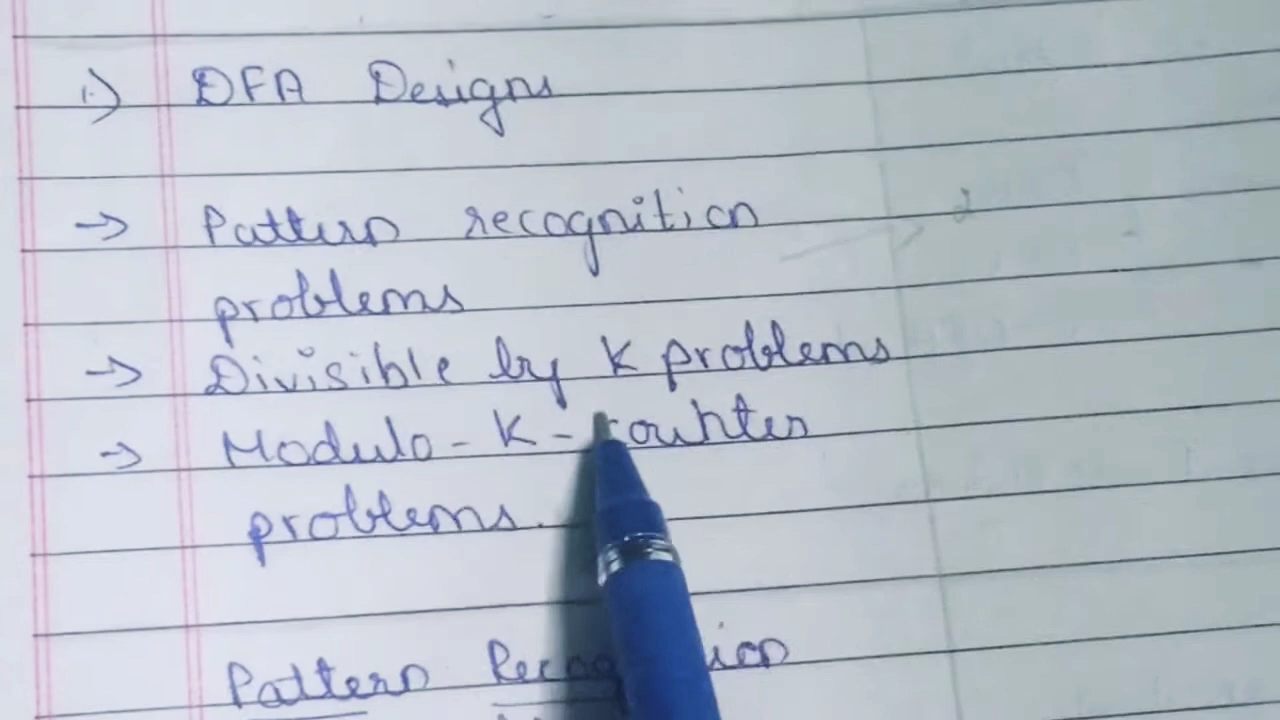 1.) DFA Designs
→ Pattern recognition
problems
→ Divisible by K problems
→ Modulo - K - counter
problems.
Pattern